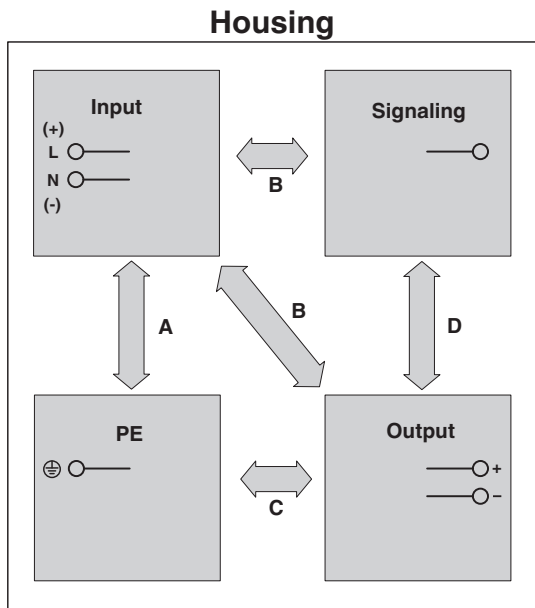 Housing
Input
(+)
L
N
(-)
Signaling
B
A
B
D
PE
Output
+
−
C